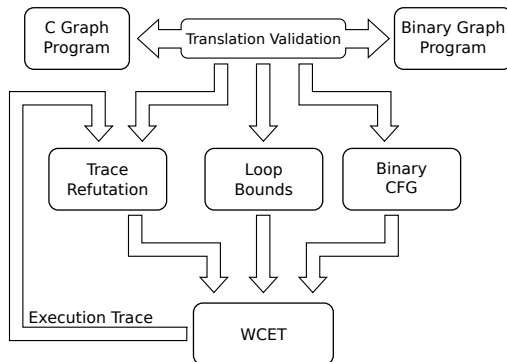 C Graph
Program
Translation Validation
Binary Graph
Program
Trace
Refutation
Loop
Bounds
Binary
CFG
Execution Trace
WCET